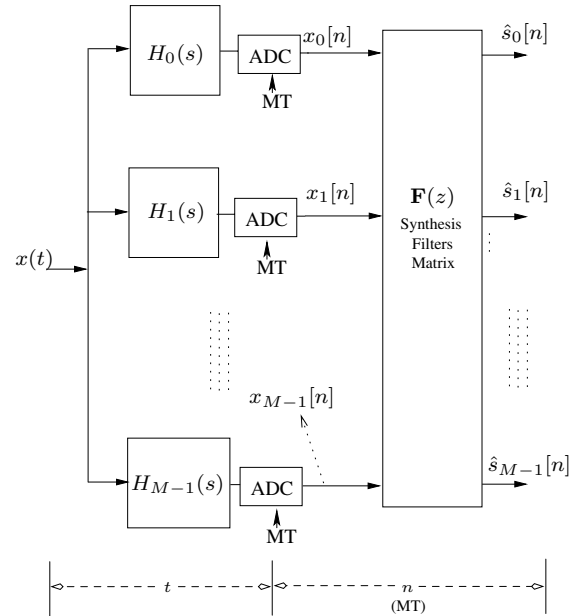 H_0(s)
ADC
x_0[n]
MT
ŝ_0[n]
H_1(s)
ADC
x_1[n]
MT
F(z)
Synthesis
Filters
Matrix
ŝ_1[n]
x(t)
x_{M−1}[n]
H_{M−1}(s)
ADC
MT
ŝ_{M−1}[n]
t
n
(MT)